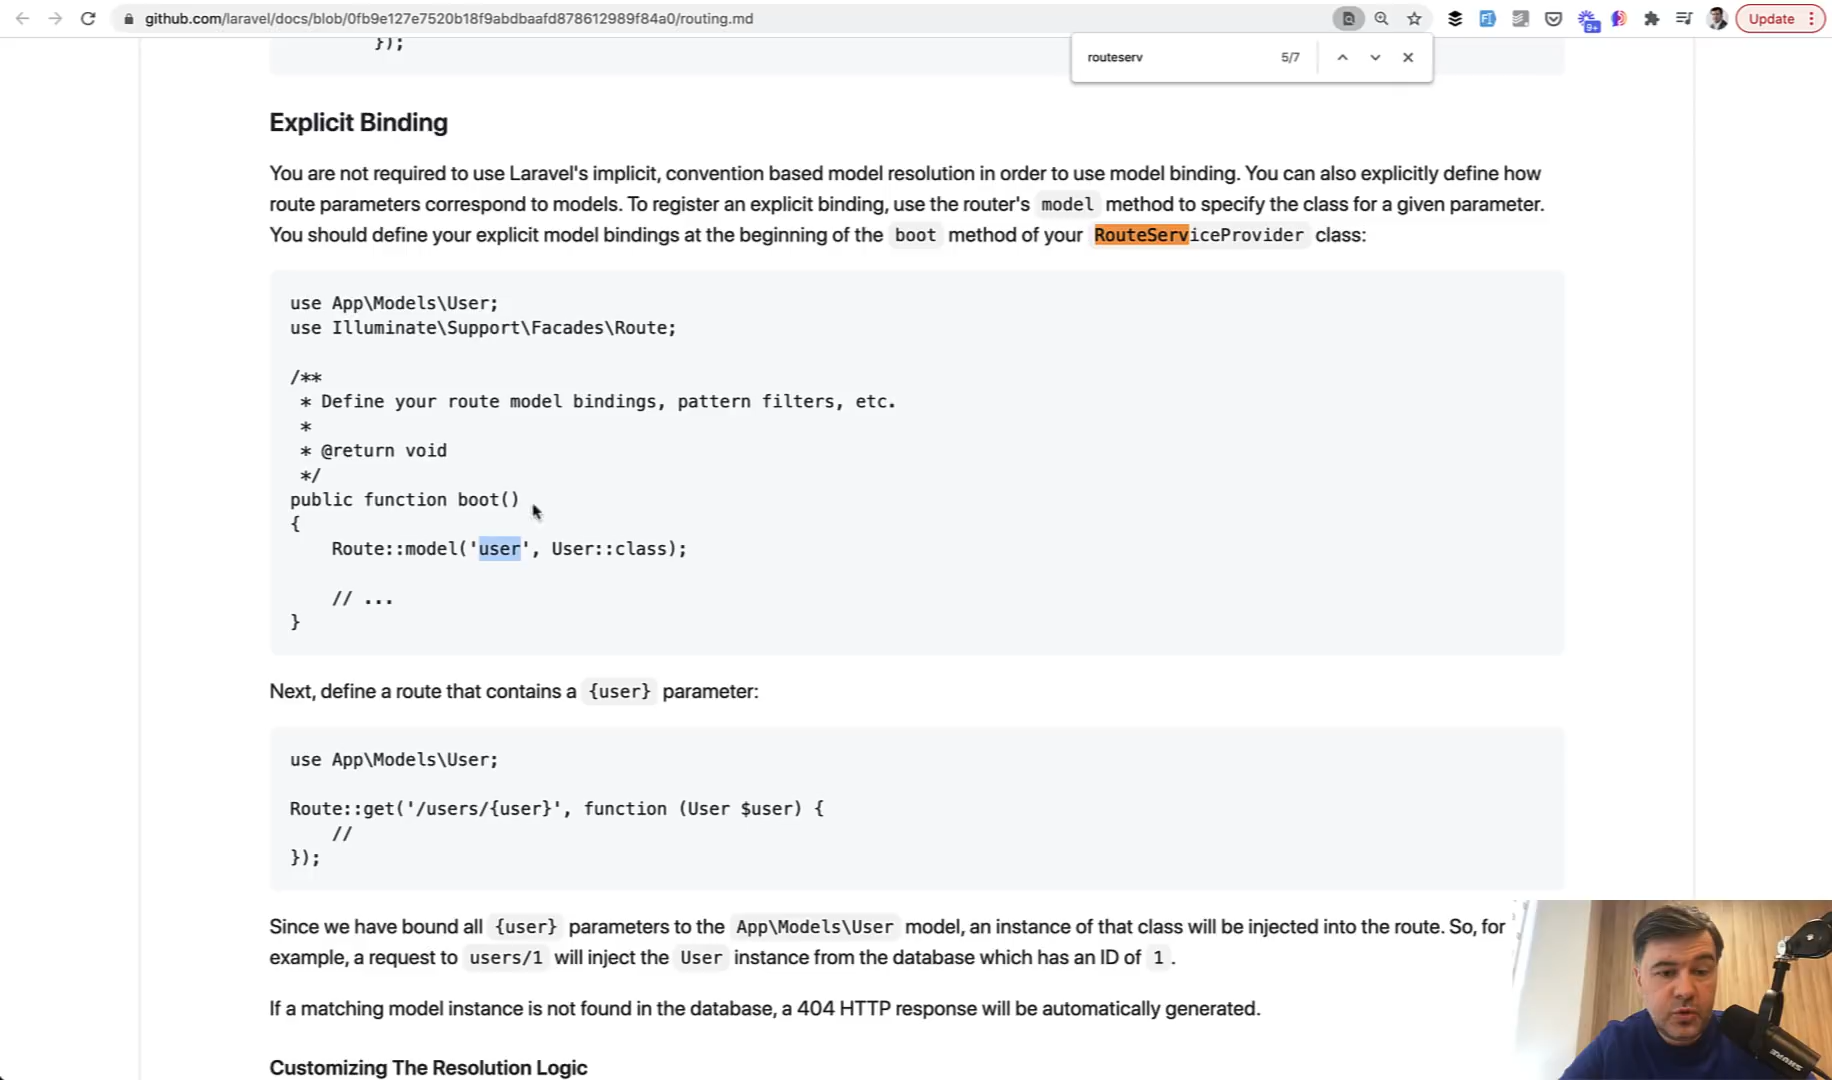 github.com/laravel/docs/blob/0fb9e127e7520b18f9abdbaafd878612989f84a0/routing.md
9+
Update
routeserv
5/7
});
Explicit Binding
You are not required to use Laravel's implicit, convention based model resolution in order to use model binding. You can also explicitly define how
route parameters correspond to models. To register an explicit binding, use the router's model method to specify the class for a given parameter.
You should define your explicit model bindings at the beginning of the boot method of your RouteServiceProvider class:
use App\Models\User;
use Illuminate\Support\Facades\Route;
/**
* Define your route model bindings, pattern filters, etc.
*
* @return void
*/
public function boot()
{
Route::model('user', User::class);
// ...
}
Next, define a route that contains a {user} parameter:
use App\Models\User;
Route::get('/users/{user}', function (User $user) {
//
});
Since we have bound all {user} parameters to the App\Models\User model, an instance of that class will be injected into the route. So, for
example, a request to users/1 will inject the User instance from the database which has an ID of 1.
If a matching model instance is not found in the database, a 404 HTTP response will be automatically generated.
Customizing The Resolution Logic